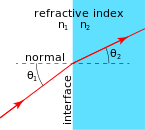 refractive index
n₁ n₂
normal
θ₂
θ₁
interface